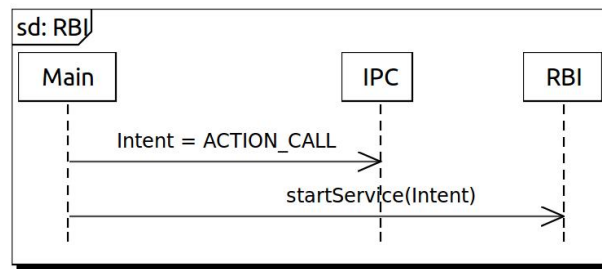 sd: RBI
Main
IPC
RBI
Intent = ACTION_CALL
startService(Intent)